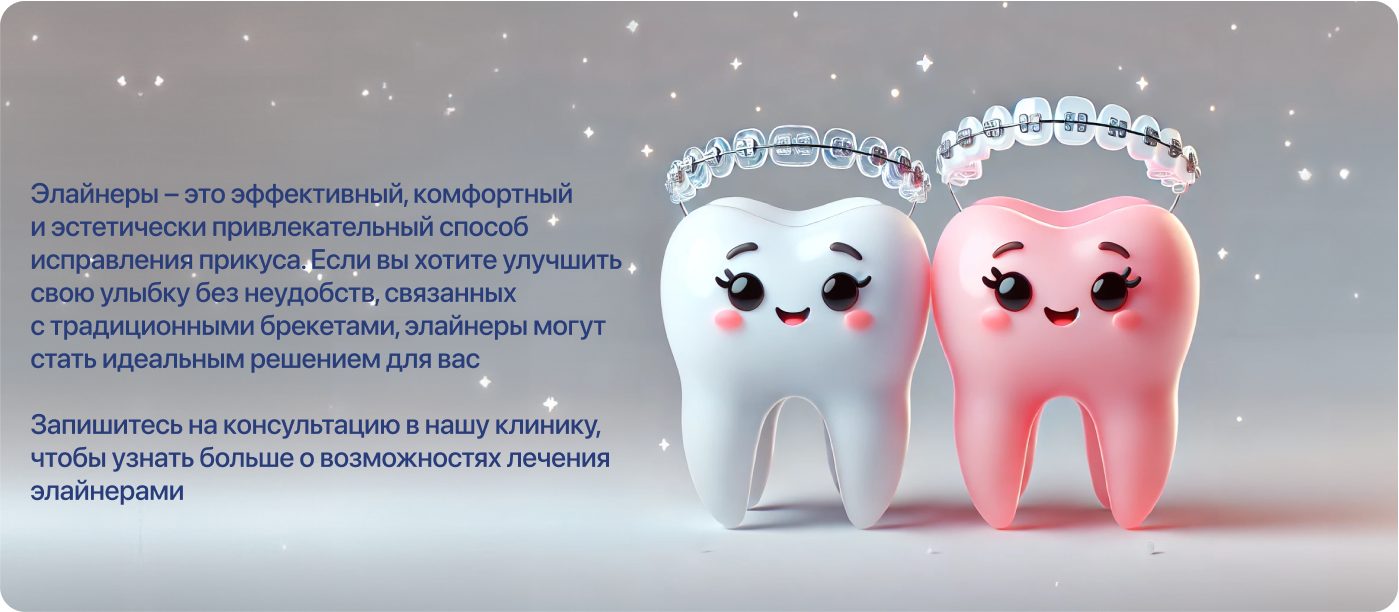 Элайнеры – это эффективный, комфортный
и эстетически привлекательный способ
исправления прикуса. Если вы хотите улучшить
свою улыбку без неудобств, связанных
с традиционными брекетами, элайнеры могут
стать идеальным решением для вас
Запишитесь на консультацию в нашу клинику,
чтобы узнать больше о возможностях лечения
элайнерами